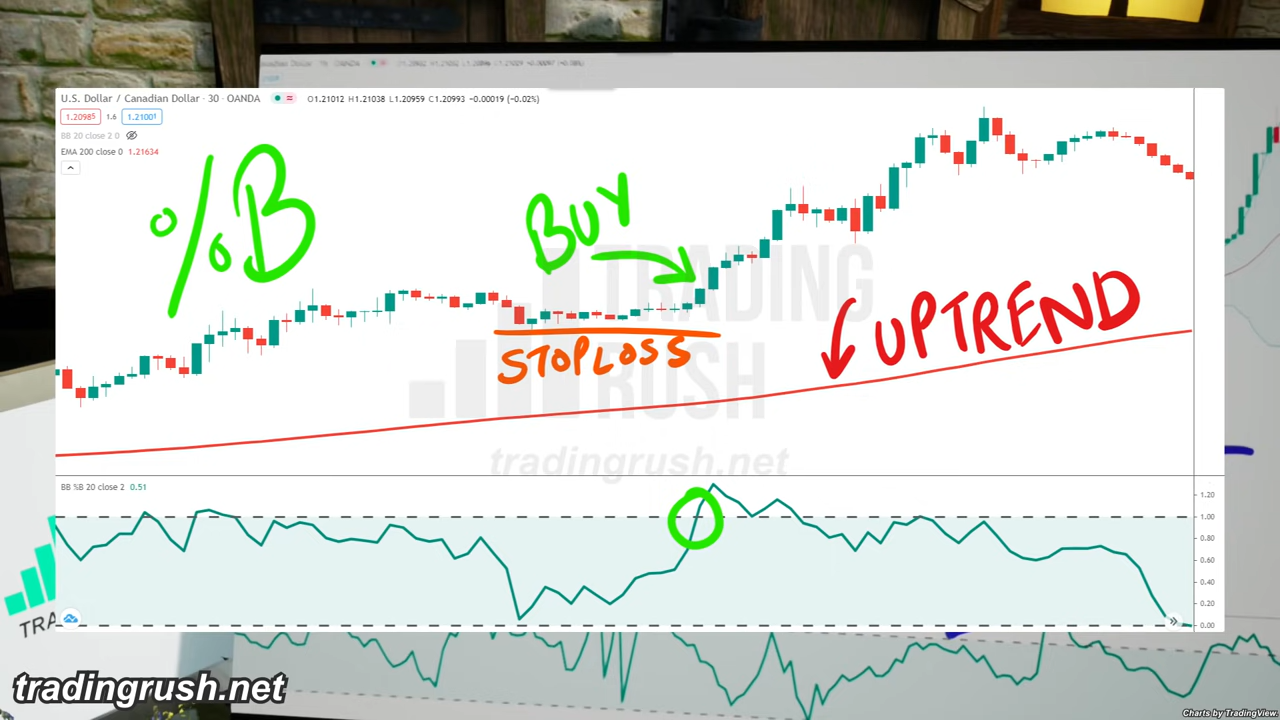 U.S. Dollar / Canadian Dollar · 30 · OANDA O1.21012 H1.21038 L1.20959 C1.20993 −0.00019 (−0.02%)
1.20985 1.6 1.21001
BB 20 close 2 0
EMA 200 close 0 1.21634
%B
BUY
TRADING
RUSH
tradingrush.net
STOPLOSS
UPTREND
BB %B 20 close 2 0.51
1.20
1.00
0.80
0.60
0.40
0.20
0.00
TRA
tradingrush.net
Charts by TradingView.